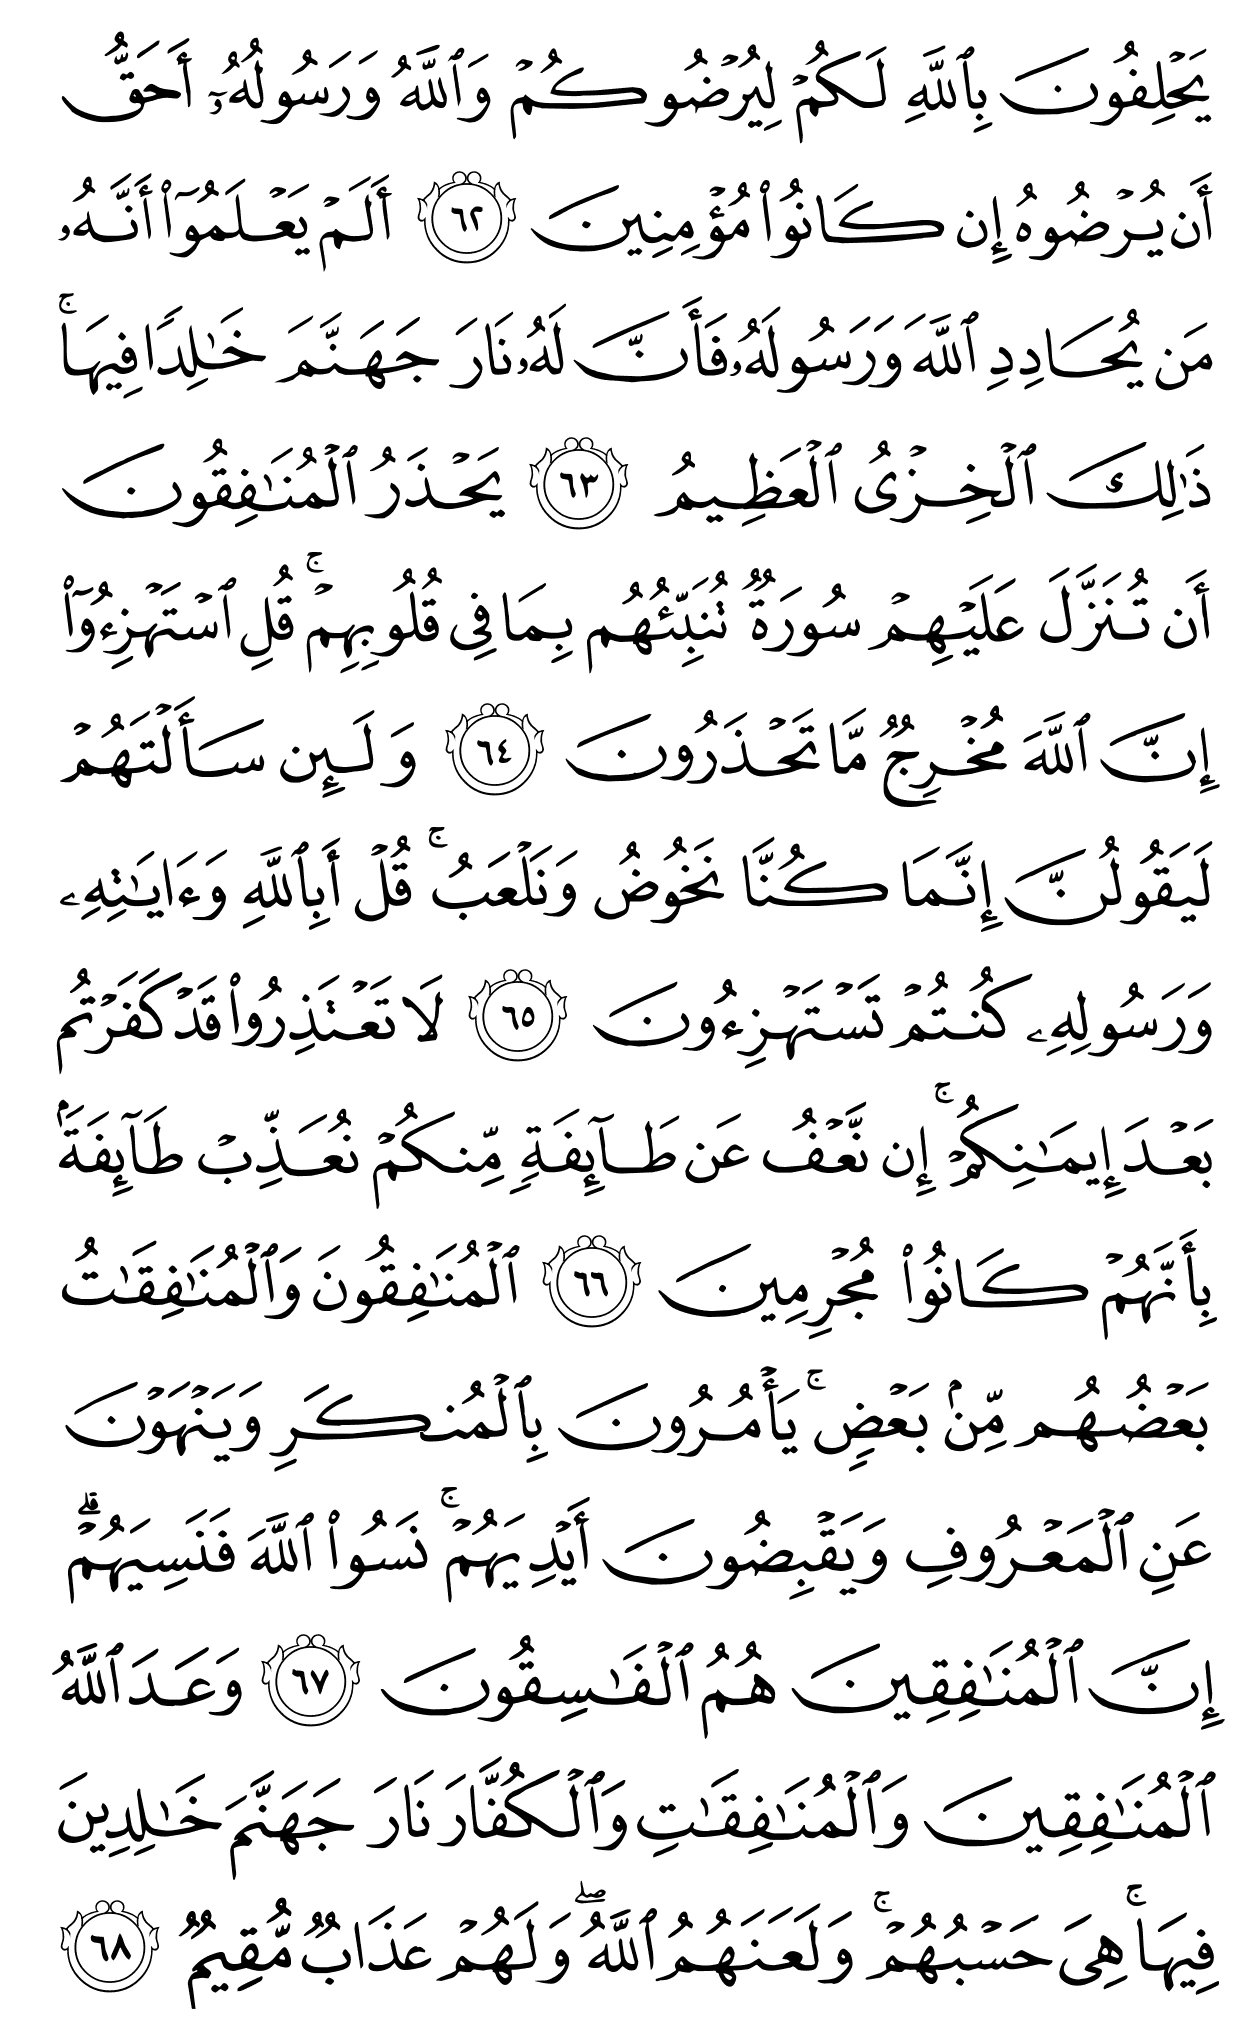 يَحْلِفُونَ بِٱللَّهِ لَكُمْ لِيُرْضُوكُمْ وَٱللَّهُ وَرَسُولُهُۥٓ أَحَقُّ
أَن يُرْضُوهُ إِن كَانُوا۟ مُؤْمِنِينَ ٦٢ أَلَمْ يَعْلَمُوٓا۟ أَنَّهُۥ
مَن يُحَادِدِ ٱللَّهَ وَرَسُولَهُۥ فَأَنَّ لَهُۥ نَارَ جَهَنَّمَ خَـٰلِدًا فِيهَا ۚ
ذَٰلِكَ ٱلْخِزْىُ ٱلْعَظِيمُ ٦٣ يَحْذَرُ ٱلْمُنَـٰفِقُونَ
أَن تُنَزَّلَ عَلَيْهِمْ سُورَةٌ تُنَبِّئُهُم بِمَا فِى قُلُوبِهِمْ ۚ قُلِ ٱسْتَهْزِءُوٓا۟
إِنَّ ٱللَّهَ مُخْرِجٌ مَّا تَحْذَرُونَ ٦٤ وَلَئِن سَأَلْتَهُمْ
لَيَقُولُنَّ إِنَّمَا كُنَّا نَخُوضُ وَنَلْعَبُ ۚ قُلْ أَبِٱللَّهِ وَءَايَـٰتِهِۦ
وَرَسُولِهِۦ كُنتُمْ تَسْتَهْزِءُونَ ٦٥ لَا تَعْتَذِرُوا۟ قَدْ كَفَرْتُم
بَعْدَ إِيمَـٰنِكُمْ ۚ إِن نَّعْفُ عَن طَآئِفَةٍ مِّنكُمْ نُعَذِّبْ طَآئِفَةًۢ
بِأَنَّهُمْ كَانُوا۟ مُجْرِمِينَ ٦٦ ٱلْمُنَـٰفِقُونَ وَٱلْمُنَـٰفِقَـٰتُ
بَعْضُهُم مِّنۢ بَعْضٍ ۚ يَأْمُرُونَ بِٱلْمُنكَرِ وَيَنْهَوْنَ
عَنِ ٱلْمَعْرُوفِ وَيَقْبِضُونَ أَيْدِيَهُمْ ۚ نَسُوا۟ ٱللَّهَ فَنَسِيَهُمْ ۗ
إِنَّ ٱلْمُنَـٰفِقِينَ هُمُ ٱلْفَـٰسِقُونَ ٦٧ وَعَدَ ٱللَّهُ
ٱلْمُنَـٰفِقِينَ وَٱلْمُنَـٰفِقَـٰتِ وَٱلْكُفَّارَ نَارَ جَهَنَّمَ خَـٰلِدِينَ
فِيهَا ۚ هِىَ حَسْبُهُمْ ۚ وَلَعَنَهُمُ ٱللَّهُ ۖ وَلَهُمْ عَذَابٌ مُّقِيمٌ ٦٨